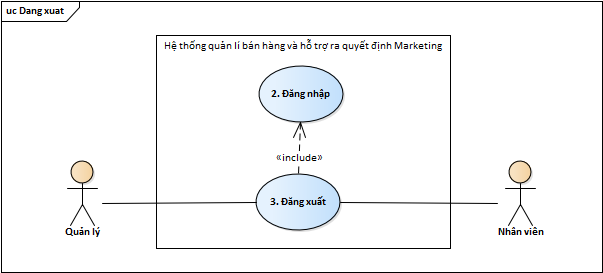 uc Dang xuat
Hệ thống quản lí bán hàng và hỗ trợ ra quyết định Marketing
2. Đăng nhập
«include»
3. Đăng xuất
Quản lý
Nhân viên